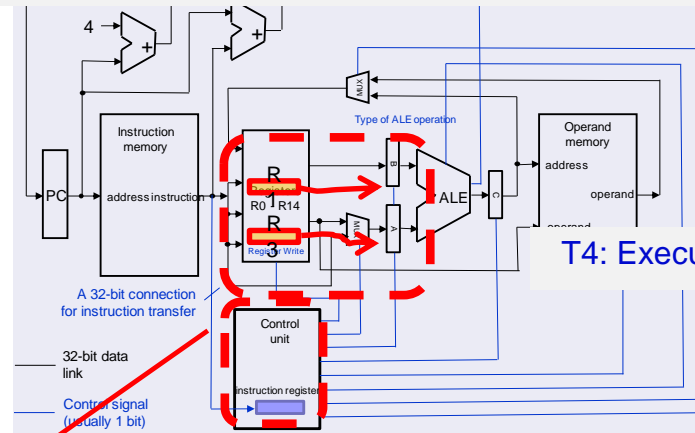 4
+
+
MUX
Type of ALE operation
Instruction
memory
Operand
memory
R
1
R0
R14
B
address
PC
address
instruction
ALE
C
operand
R
3
MUX
A
Register Write
T4: Execu
A 32-bit connection
for instruction transfer
Control
unit
32-bit data
link
instruction register
Control signal
(usually 1 bit)